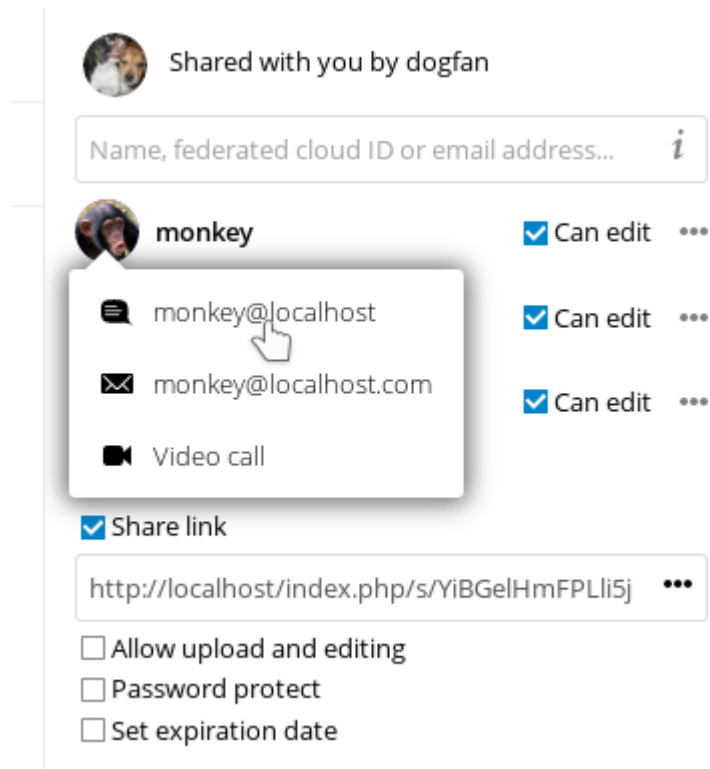 Shared with you by dogfan
Name, federated cloud ID or email address... i
monkey Can edit
monkey@localhost
Can edit
monkey@localhost.com
Can edit
Video call
Share link
http://localhost/index.php/s/YiBGelHmFPLli5j
Allow upload and editing
Password protect
Set expiration date